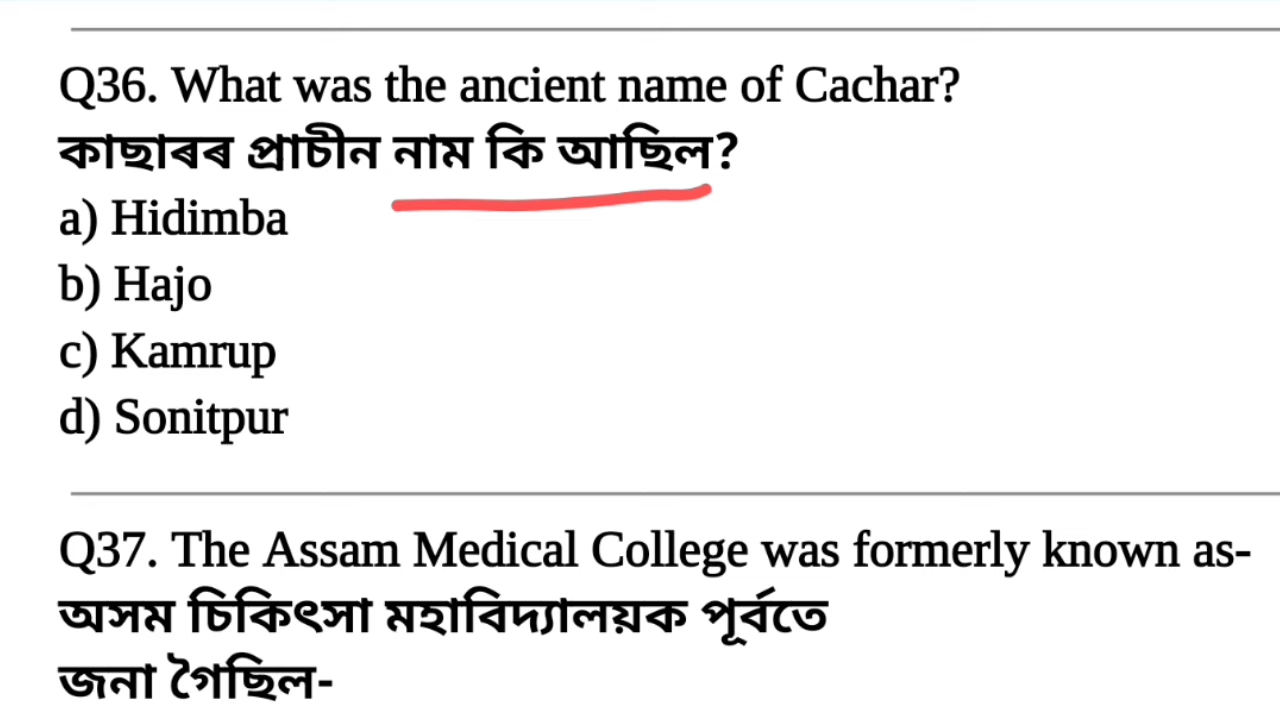 Q36. What was the ancient name of Cachar?
কাছাৰৰ প্ৰাচীন নাম কি আছিল?
a) Hidimba
b) Hajo
c) Kamrup
d) Sonitpur
Q37. The Assam Medical College was formerly known as-
অসম চিকিৎসা মহাবিদ্যালয়ক পূৰ্বতে
জনা গৈছিল-